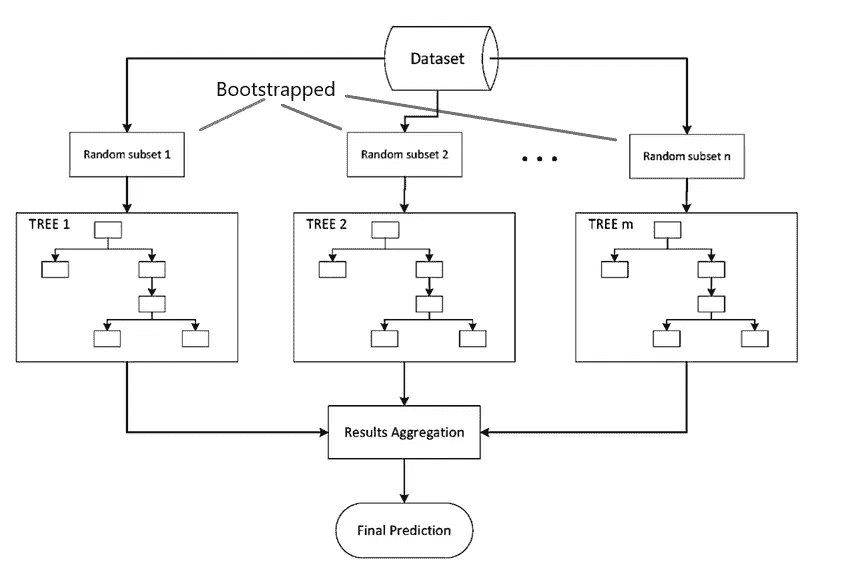 Dataset
Bootstrapped
Random subset 1
Random subset 2
...
Random subset n
TREE 1
TREE 2
TREE m
Results Aggregation
Final Prediction